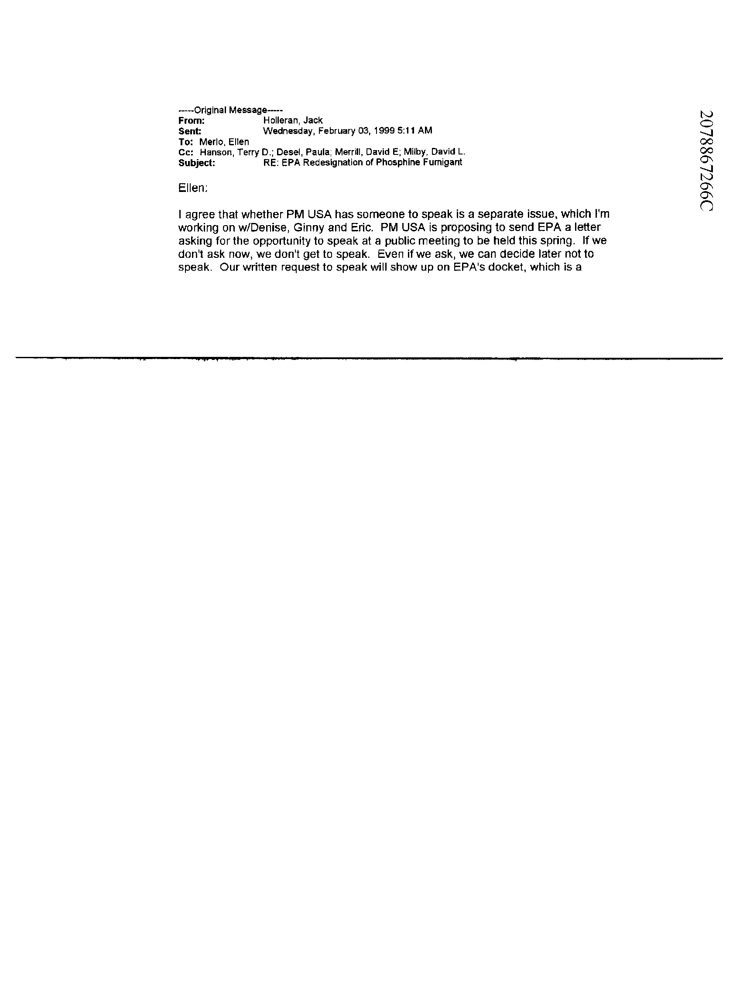 -----Original Message-----
From: Holleran, Jack
Sent: Wednesday, February 03, 1999 5:11 AM
To: Merlo, Ellen
Cc: Hanson, Terry D.; Desel, Paula; Merrill, David E; Milby, David L.
Subject: RE: EPA Redesignation of Phosphine Fumigant
Ellen:
I agree that whether PM USA has someone to speak is a separate issue, which I'm
working on w/Denise, Ginny and Eric. PM USA is proposing to send EPA a letter
asking for the opportunity to speak at a public meeting to be held this spring. If we
don't ask now, we don't get to speak. Even if we ask, we can decide later not to
speak. Our written request to speak will show up on EPA's docket, which is a
2078867266C